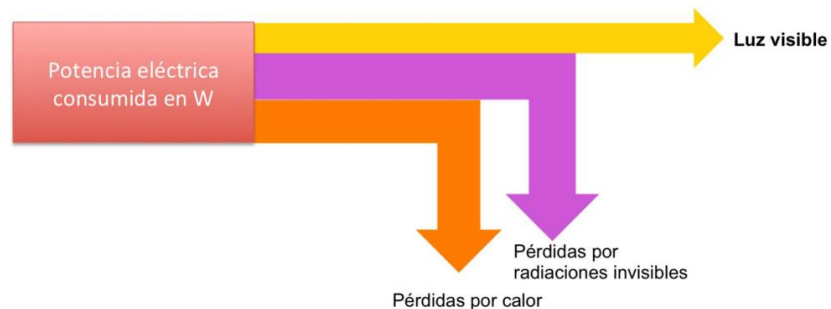 Potencia eléctrica
consumida en W
Luz visible
Pérdidas por
radiaciones invisibles
Pérdidas por calor